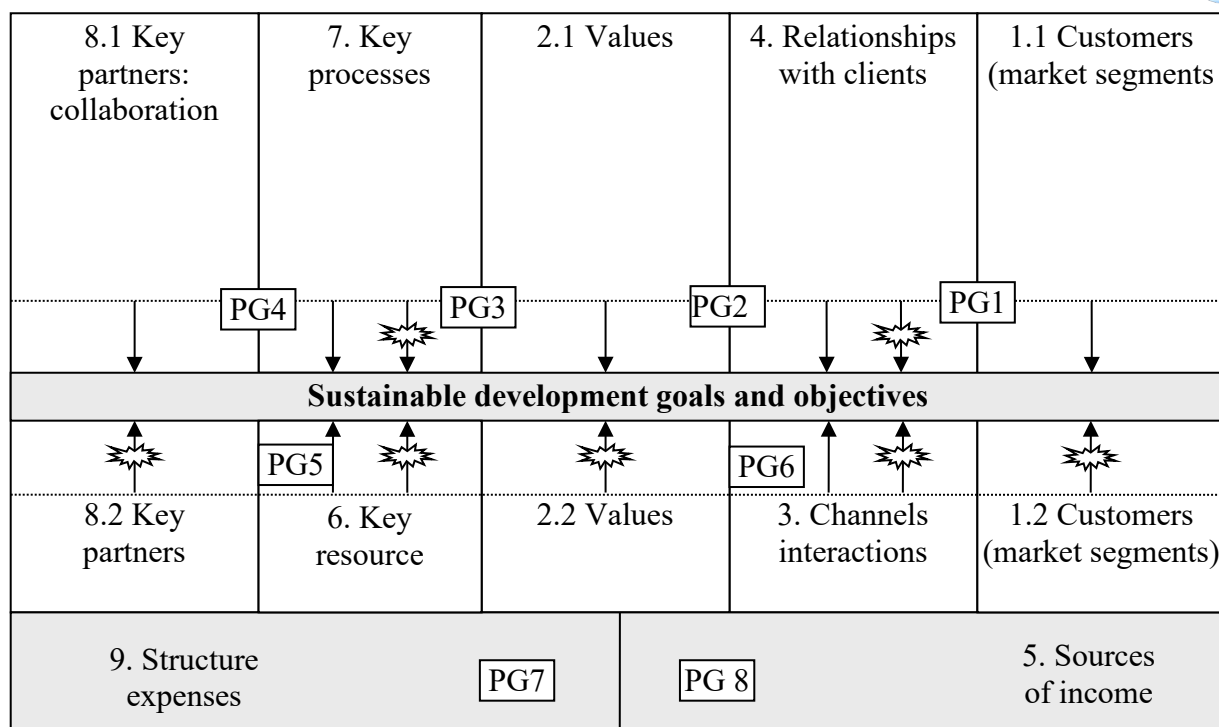 8.1 Key
partners:
collaboration
7. Key
processes
2.1 Values
4. Relationships
with clients
1.1 Customers
(market segments
PG4
PG3
PG2
PG1
Sustainable development goals and objectives
PG5
PG6
8.2 Key
partners
6. Key
resource
2.2 Values
3. Channels
interactions
1.2 Customers
(market segments)
9. Structure
expenses
PG7
PG 8
5. Sources
of income